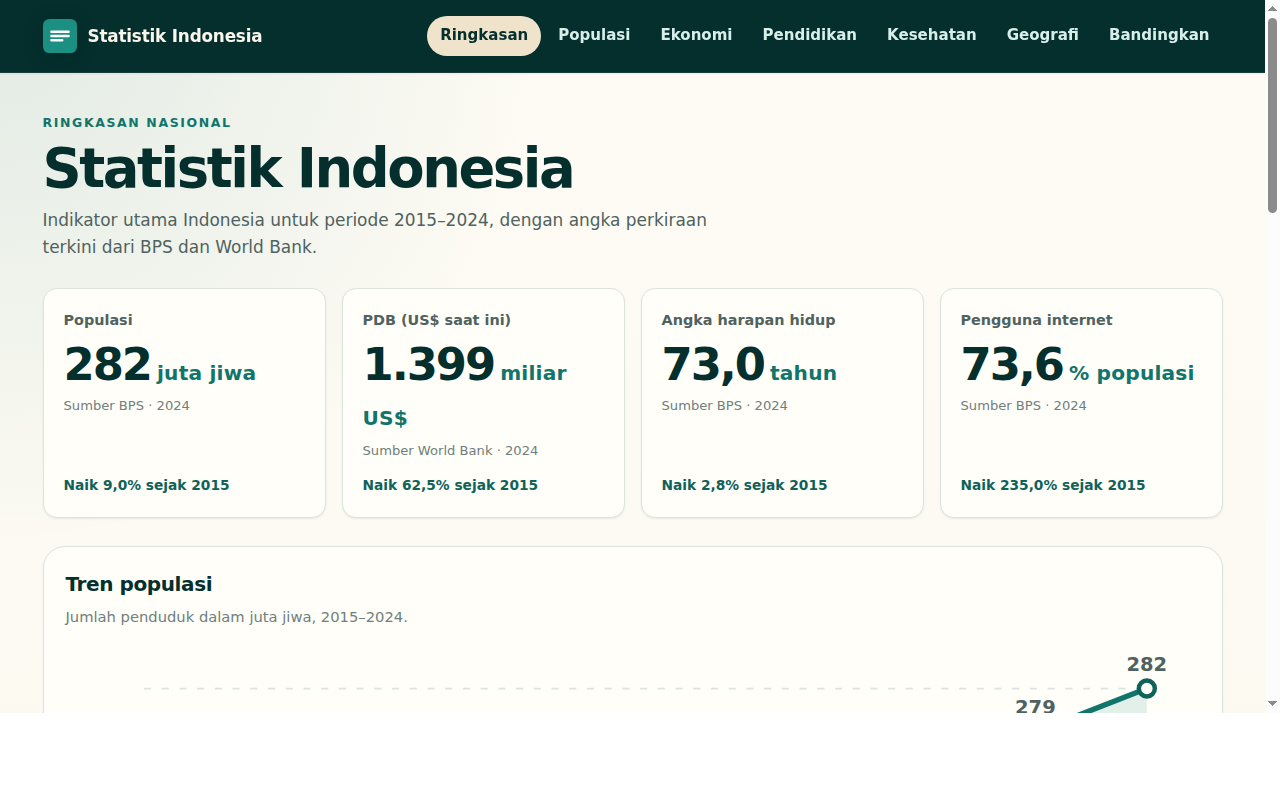 Statistik Indonesia
Ringkasan
Populasi
Ekonomi
Pendidikan
Kesehatan
Geografi
Bandingkan
RINGKASAN NASIONAL
Statistik Indonesia
Indikator utama Indonesia untuk periode 2015–2024, dengan angka perkiraan
terkini dari BPS dan World Bank.
Populasi
282 juta jiwa
Sumber BPS · 2024
Naik 9,0% sejak 2015
PDB (US$ saat ini)
1.399 miliar
US$
Sumber World Bank · 2024
Naik 62,5% sejak 2015
Angka harapan hidup
73,0 tahun
Sumber BPS · 2024
Naik 2,8% sejak 2015
Pengguna internet
73,6 % populasi
Sumber BPS · 2024
Naik 235,0% sejak 2015
Tren populasi
Jumlah penduduk dalam juta jiwa, 2015–2024.
282
279